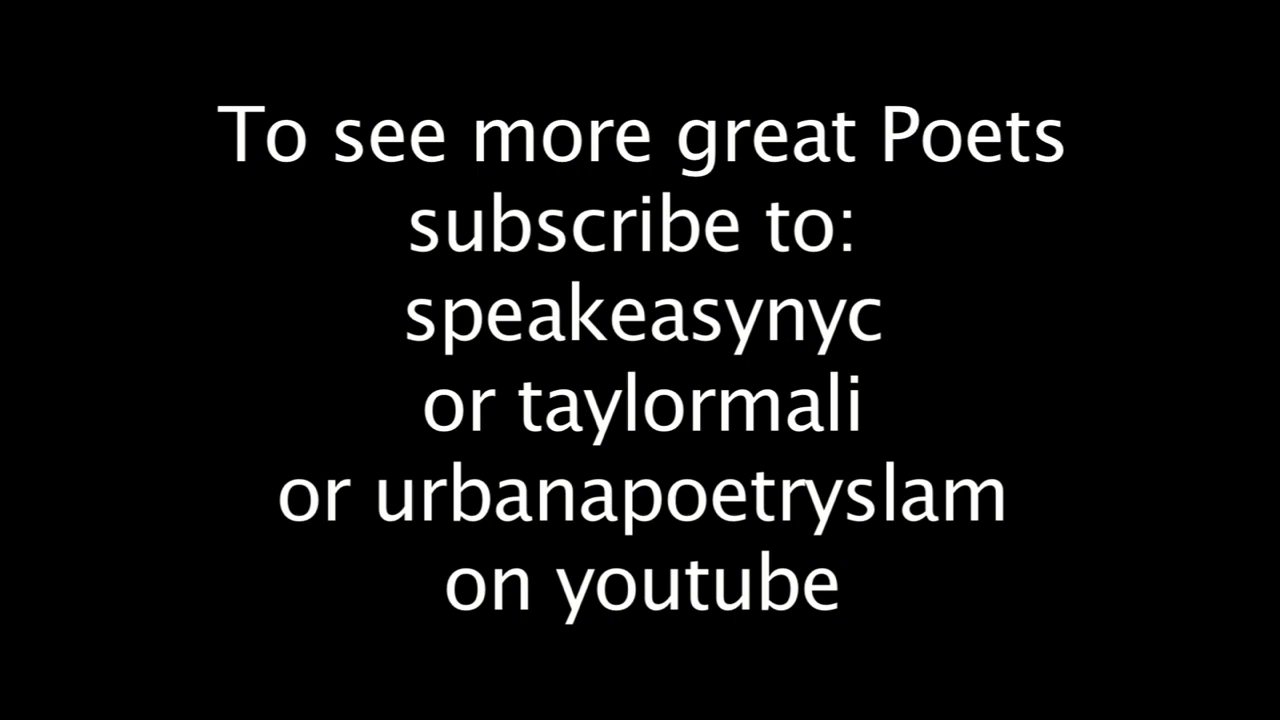 To see more great Poets
subscribe to:
speakeasynyc
or taylormali
or urbanapoetryslam
on youtube